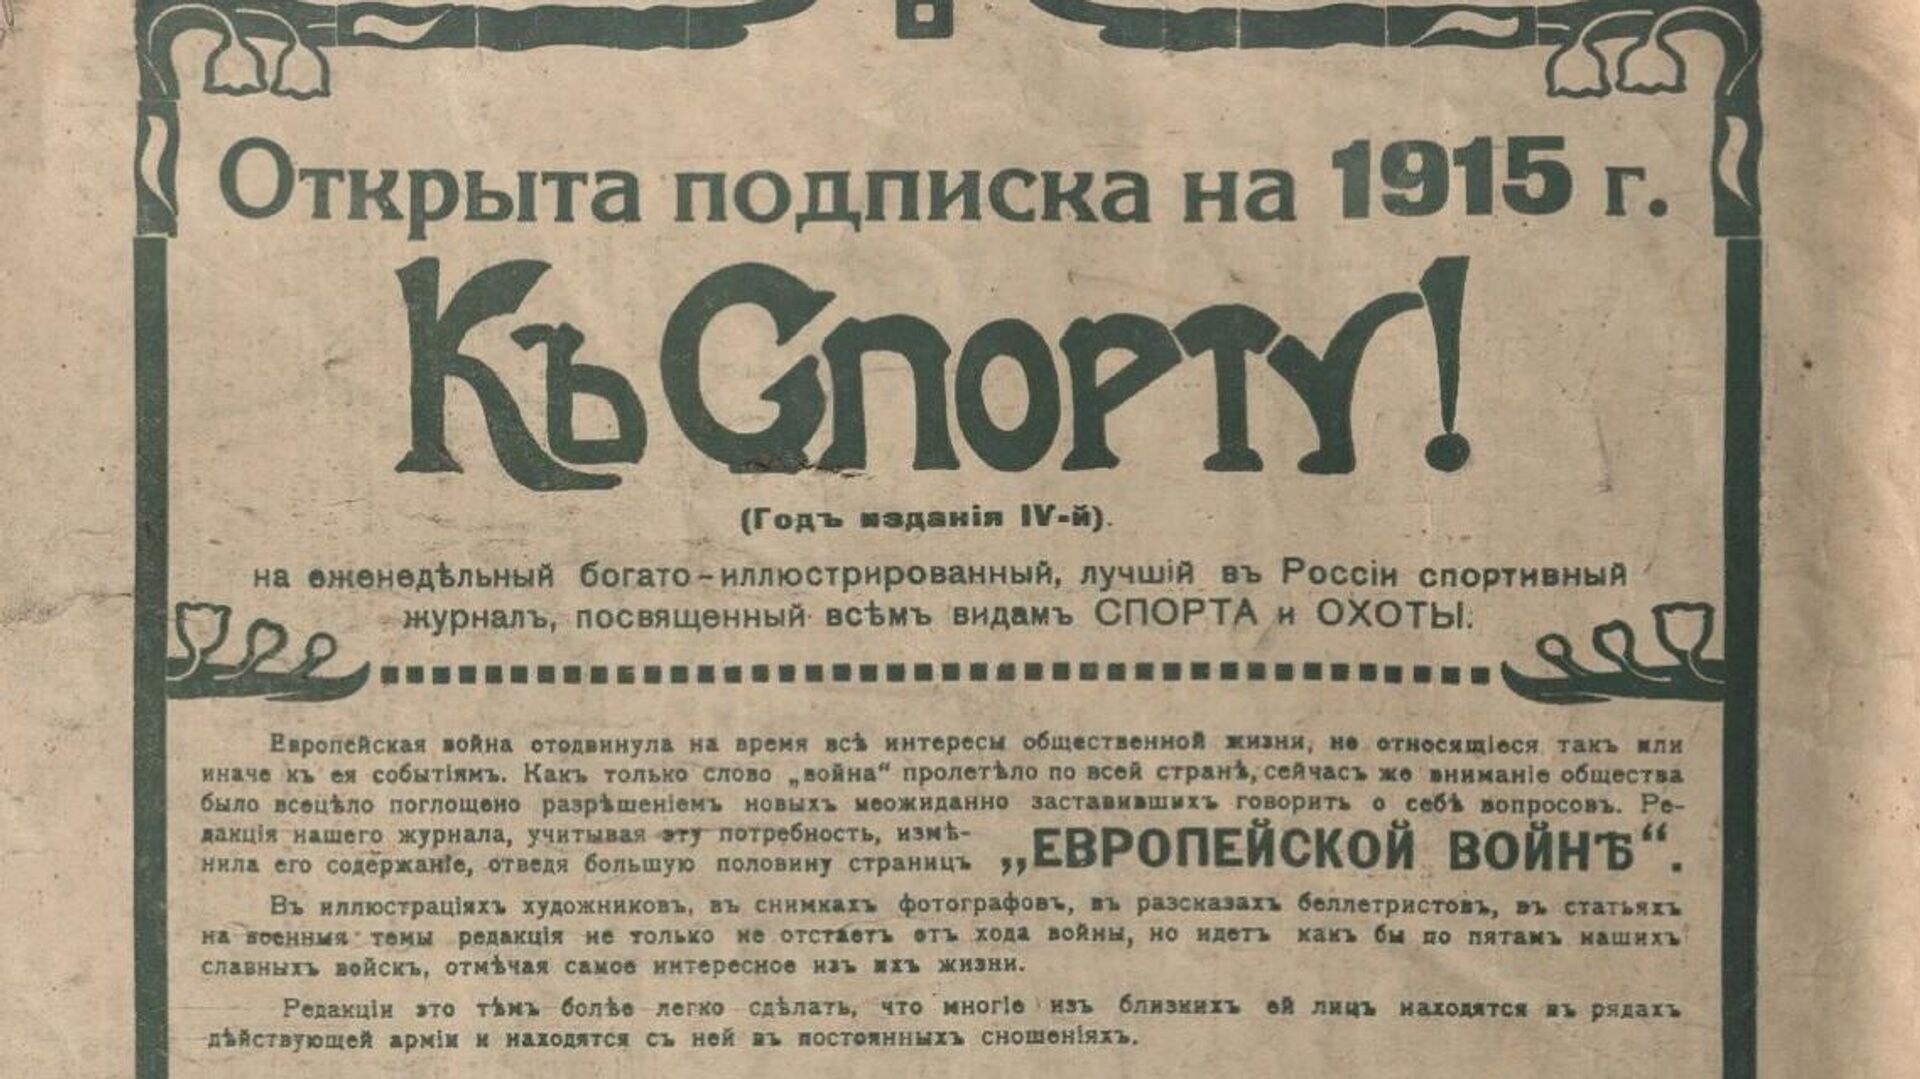 Открыта подписка на 1915 г.
Къ Спорту!
(Годъ изданія IV-й).
на еженедѣльный богато-иллюстрированный, лучшій въ Россіи спортивный
журналъ, посвященный всѣмъ видамъ СПОРТА и ОХОТЫ.
Европейская война отодвинула на время всѣ интересы общественной жизни, не относящіеся такъ или
иначе къ ея событіямъ. Какъ только слово „война“ пролетѣло по всей странѣ, сейчасъ же вниманіе общества
было всецѣло поглощено разрѣшеніемъ новыхъ неожиданно заставившихъ говорить о себѣ вопросовъ. Ре-
дакція нашего журнала, учитывая эту потребность, измѣ-
нила его содержаніе, отведя большую половину страницъ „ЕВРОПЕЙСКОЙ ВОЙНѢ“.
Въ иллюстраціяхъ художниковъ, въ снимкахъ фотографовъ, въ разсказахъ беллетристовъ, въ статьяхъ
на военныя темы редакція не только не отстаетъ отъ хода войны, но идетъ какъ бы по пятамъ нашихъ
славныхъ войскъ, отмѣчая самое интересное изъ ихъ жизни.
Редакціи это тѣмъ болѣе легко сдѣлать, что многіе изъ близкихъ ей лицъ находятся въ рядахъ
дѣйствующей арміи и находятся съ ней въ постоянныхъ сношеніяхъ.